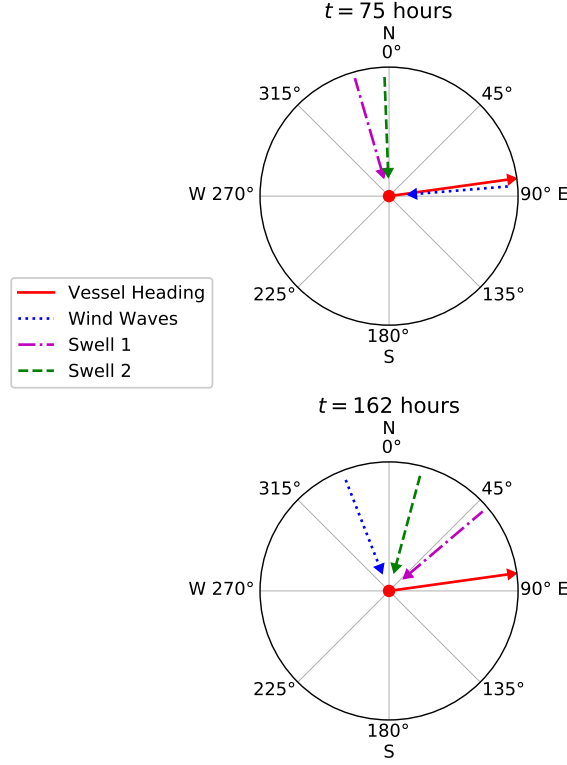 t = 75 hours
N
0°
315°
45°
W 270°
90° E
225°
135°
180°
S
Vessel Heading
Wind Waves
Swell 1
Swell 2
t = 162 hours
N
0°
315°
45°
W 270°
90° E
225°
135°
180°
S